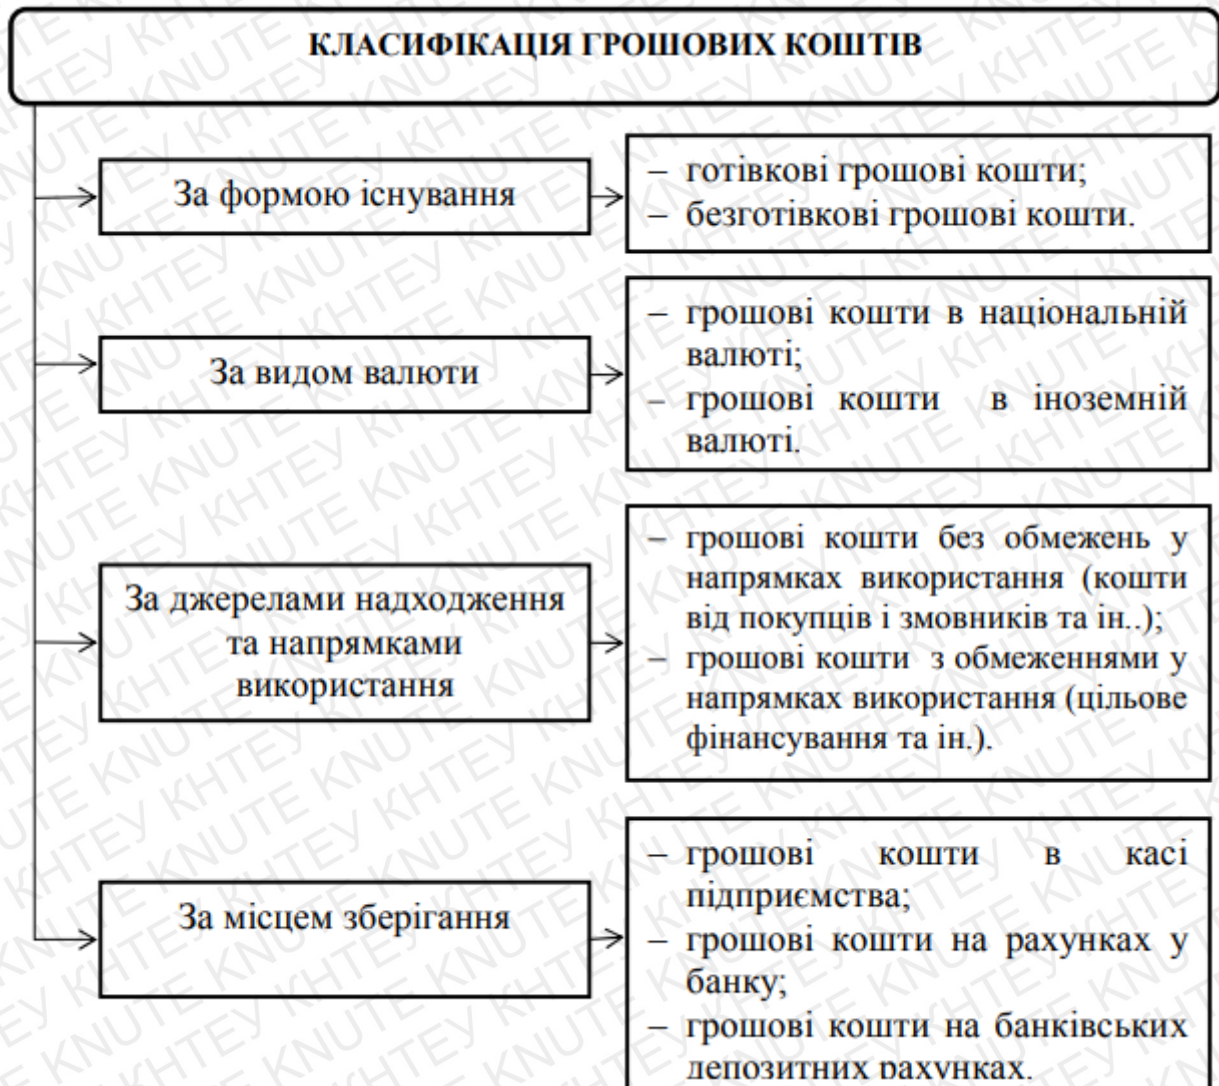 КЛАСИФІКАЦІЯ ГРОШОВИХ КОШТІВ
За формою існування
– готівкові грошові кошти;
– безготівкові грошові кошти.
За видом валюти
– грошові кошти в національній
валюті;
– грошові кошти в іноземній
валюті.
За джерелами надходження
та напрямками
використання
– грошові кошти без обмежень у
напрямках використання (кошти
від покупців і змовників та ін..);
– грошові кошти з обмеженнями у
напрямках використання (цільове
фінансування та ін.).
За місцем зберігання
– грошові кошти в касі
підприємства;
– грошові кошти на рахунках у
банку;
– грошові кошти на банківських
депозитних рахунках.